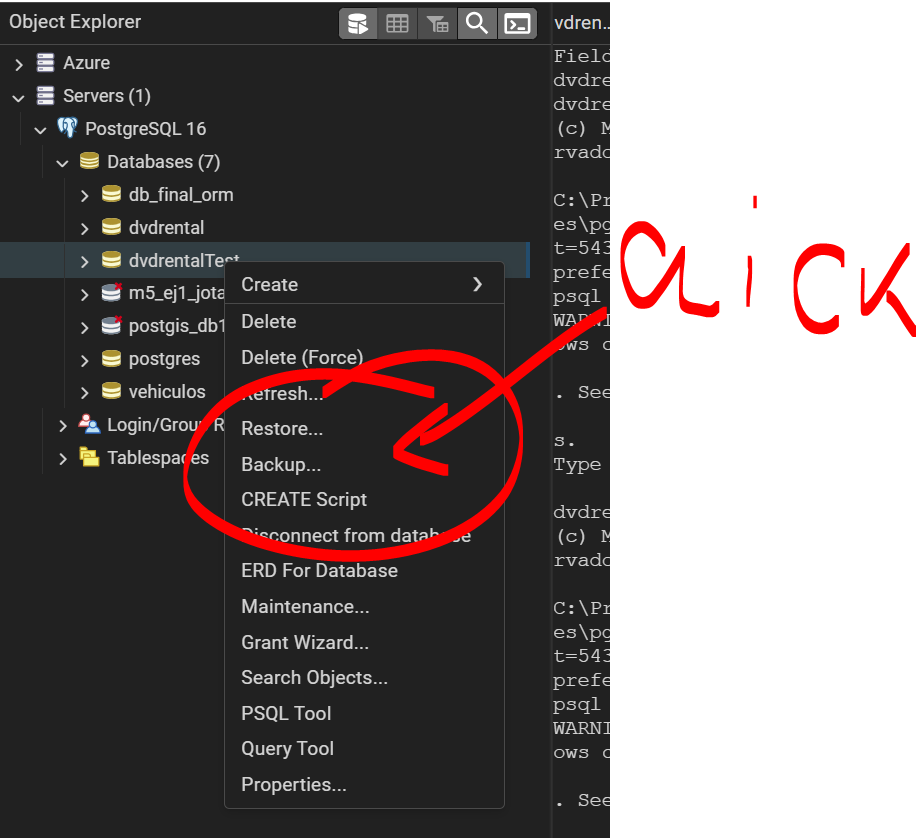 Object Explorer
Azure
Servers (1)
PostgreSQL 16
Databases (7)
db_final_orm
dvdrental
dvdrentalTest
m5_ej1_jota
postgis_db1
postgres
vehiculos
Login/Group R
Tablespaces
Create
Delete
Delete (Force)
Refresh...
Restore...
Backup...
CREATE Script
Disconnect from database
ERD For Database
Maintenance...
Grant Wizard...
Search Objects...
PSQL Tool
Query Tool
Properties...
vdren..
Field
dvdre
dvdre
(c) M
rvado
C:\Pr
es\pg
t=543
prefe
psql
WARNI
ows c
. See
s.
Type
dvdre
(c) M
rvado
C:\Pr
es\pg
t=543
prefe
psql
WARNI
ows c
. See
aick